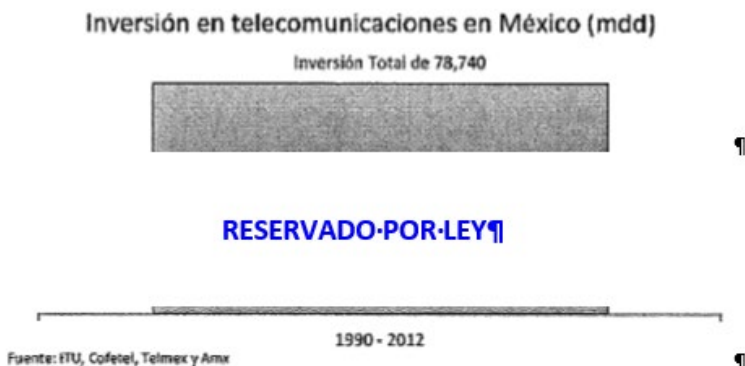 Inversión en telecomunicaciones en México (mdd)
Inversión Total de 78,740
¶
RESERVADO·POR·LEY¶
1990 - 2012
Fuente: ITU, Cofetel, Telmex y Amx
¶